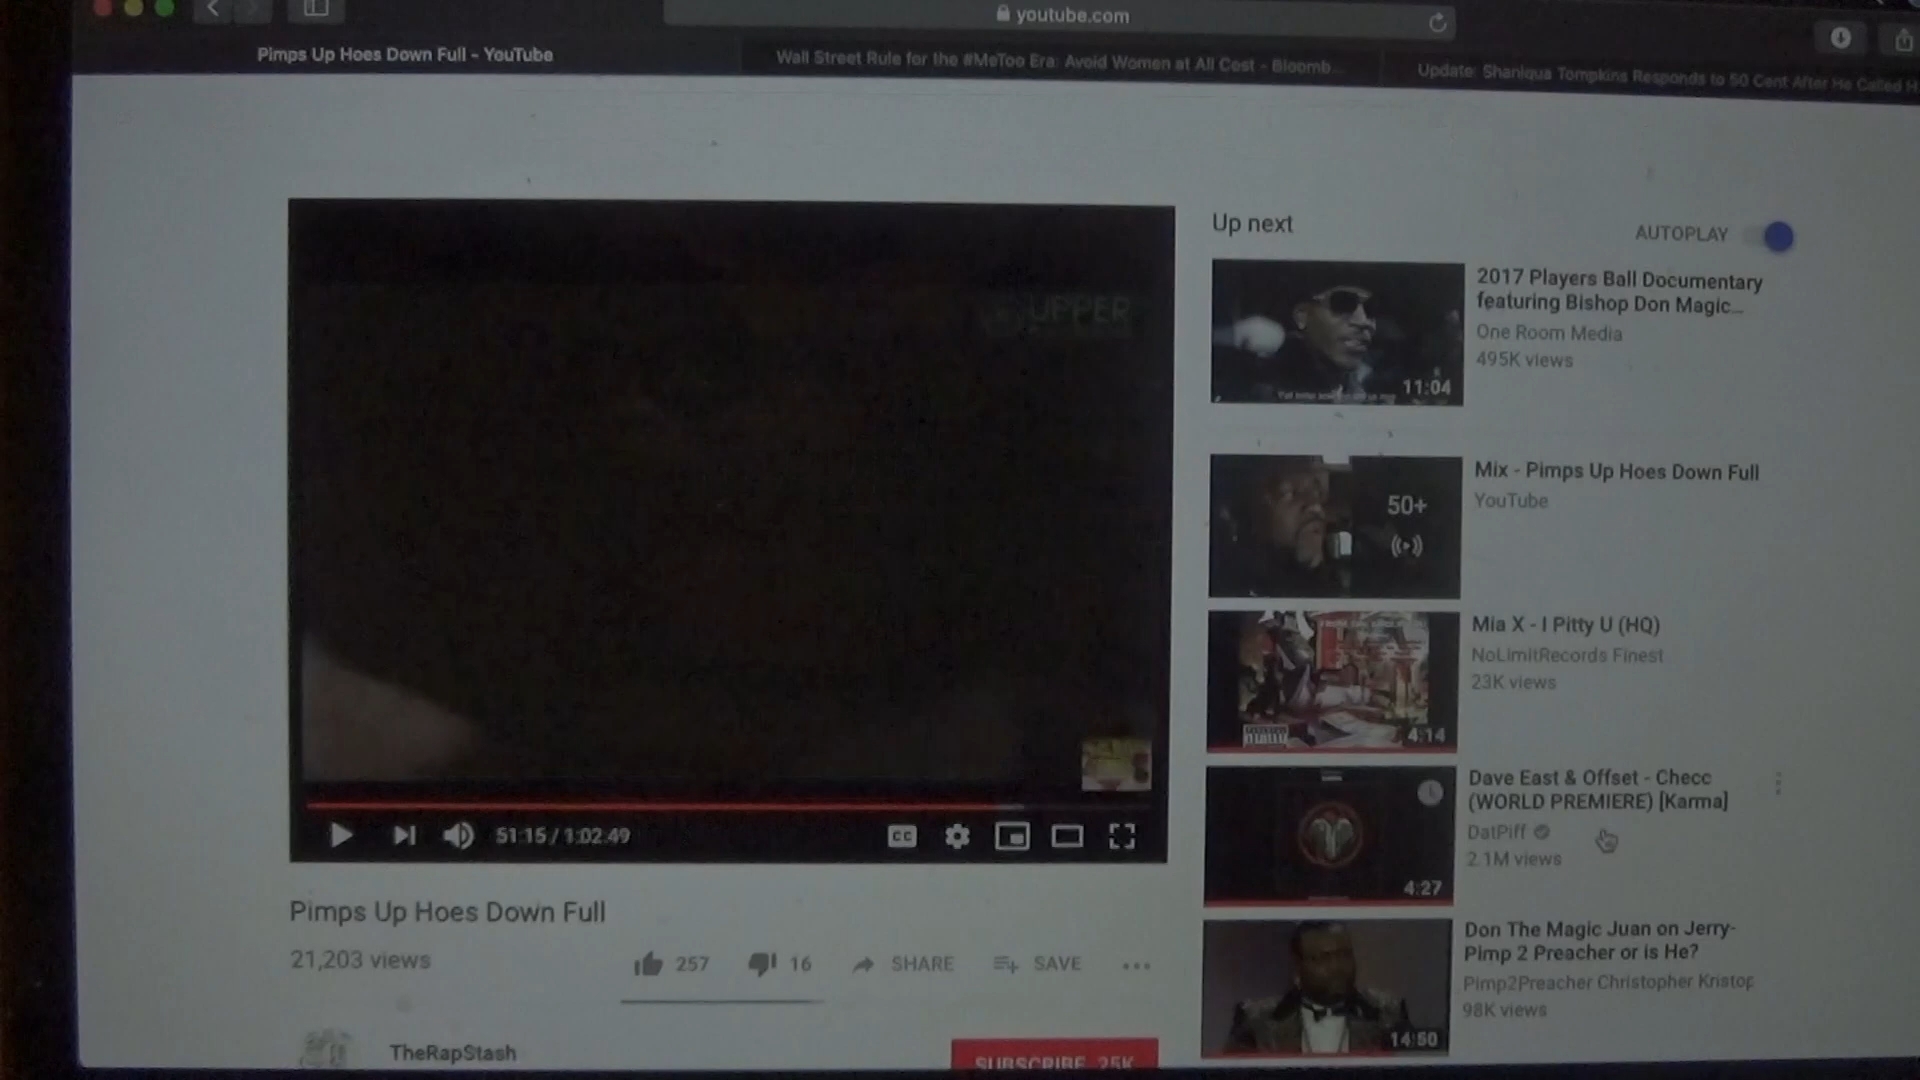 youtube.com
Pimps Up Hoes Down Full - YouTube
Wall Street Rule for the #MeToo Era: Avoid Women at All Cost - Bloomb...
Update: Shaniqua Tompkins Responds to 50 Cent After He Called H
UPPER
51:15 / 1:02:49
CC
Pimps Up Hoes Down Full
21,203 views
257
16
SHARE
SAVE
TheRapStash
SUBSCRIBE 25K
Up next
AUTOPLAY
11:04
2017 Players Ball Documentary
featuring Bishop Don Magic...
One Room Media
495K views
50+
Mix - Pimps Up Hoes Down Full
YouTube
4:14
Mia X - I Pitty U (HQ)
NoLimitRecords Finest
23K views
4:27
Dave East & Offset - Checc
(WORLD PREMIERE) [Karma]
DatPiff
2.1M views
14:50
Don The Magic Juan on Jerry-
Pimp 2 Preacher or is He?
Pimp2Preacher Christopher Kristop
98K views